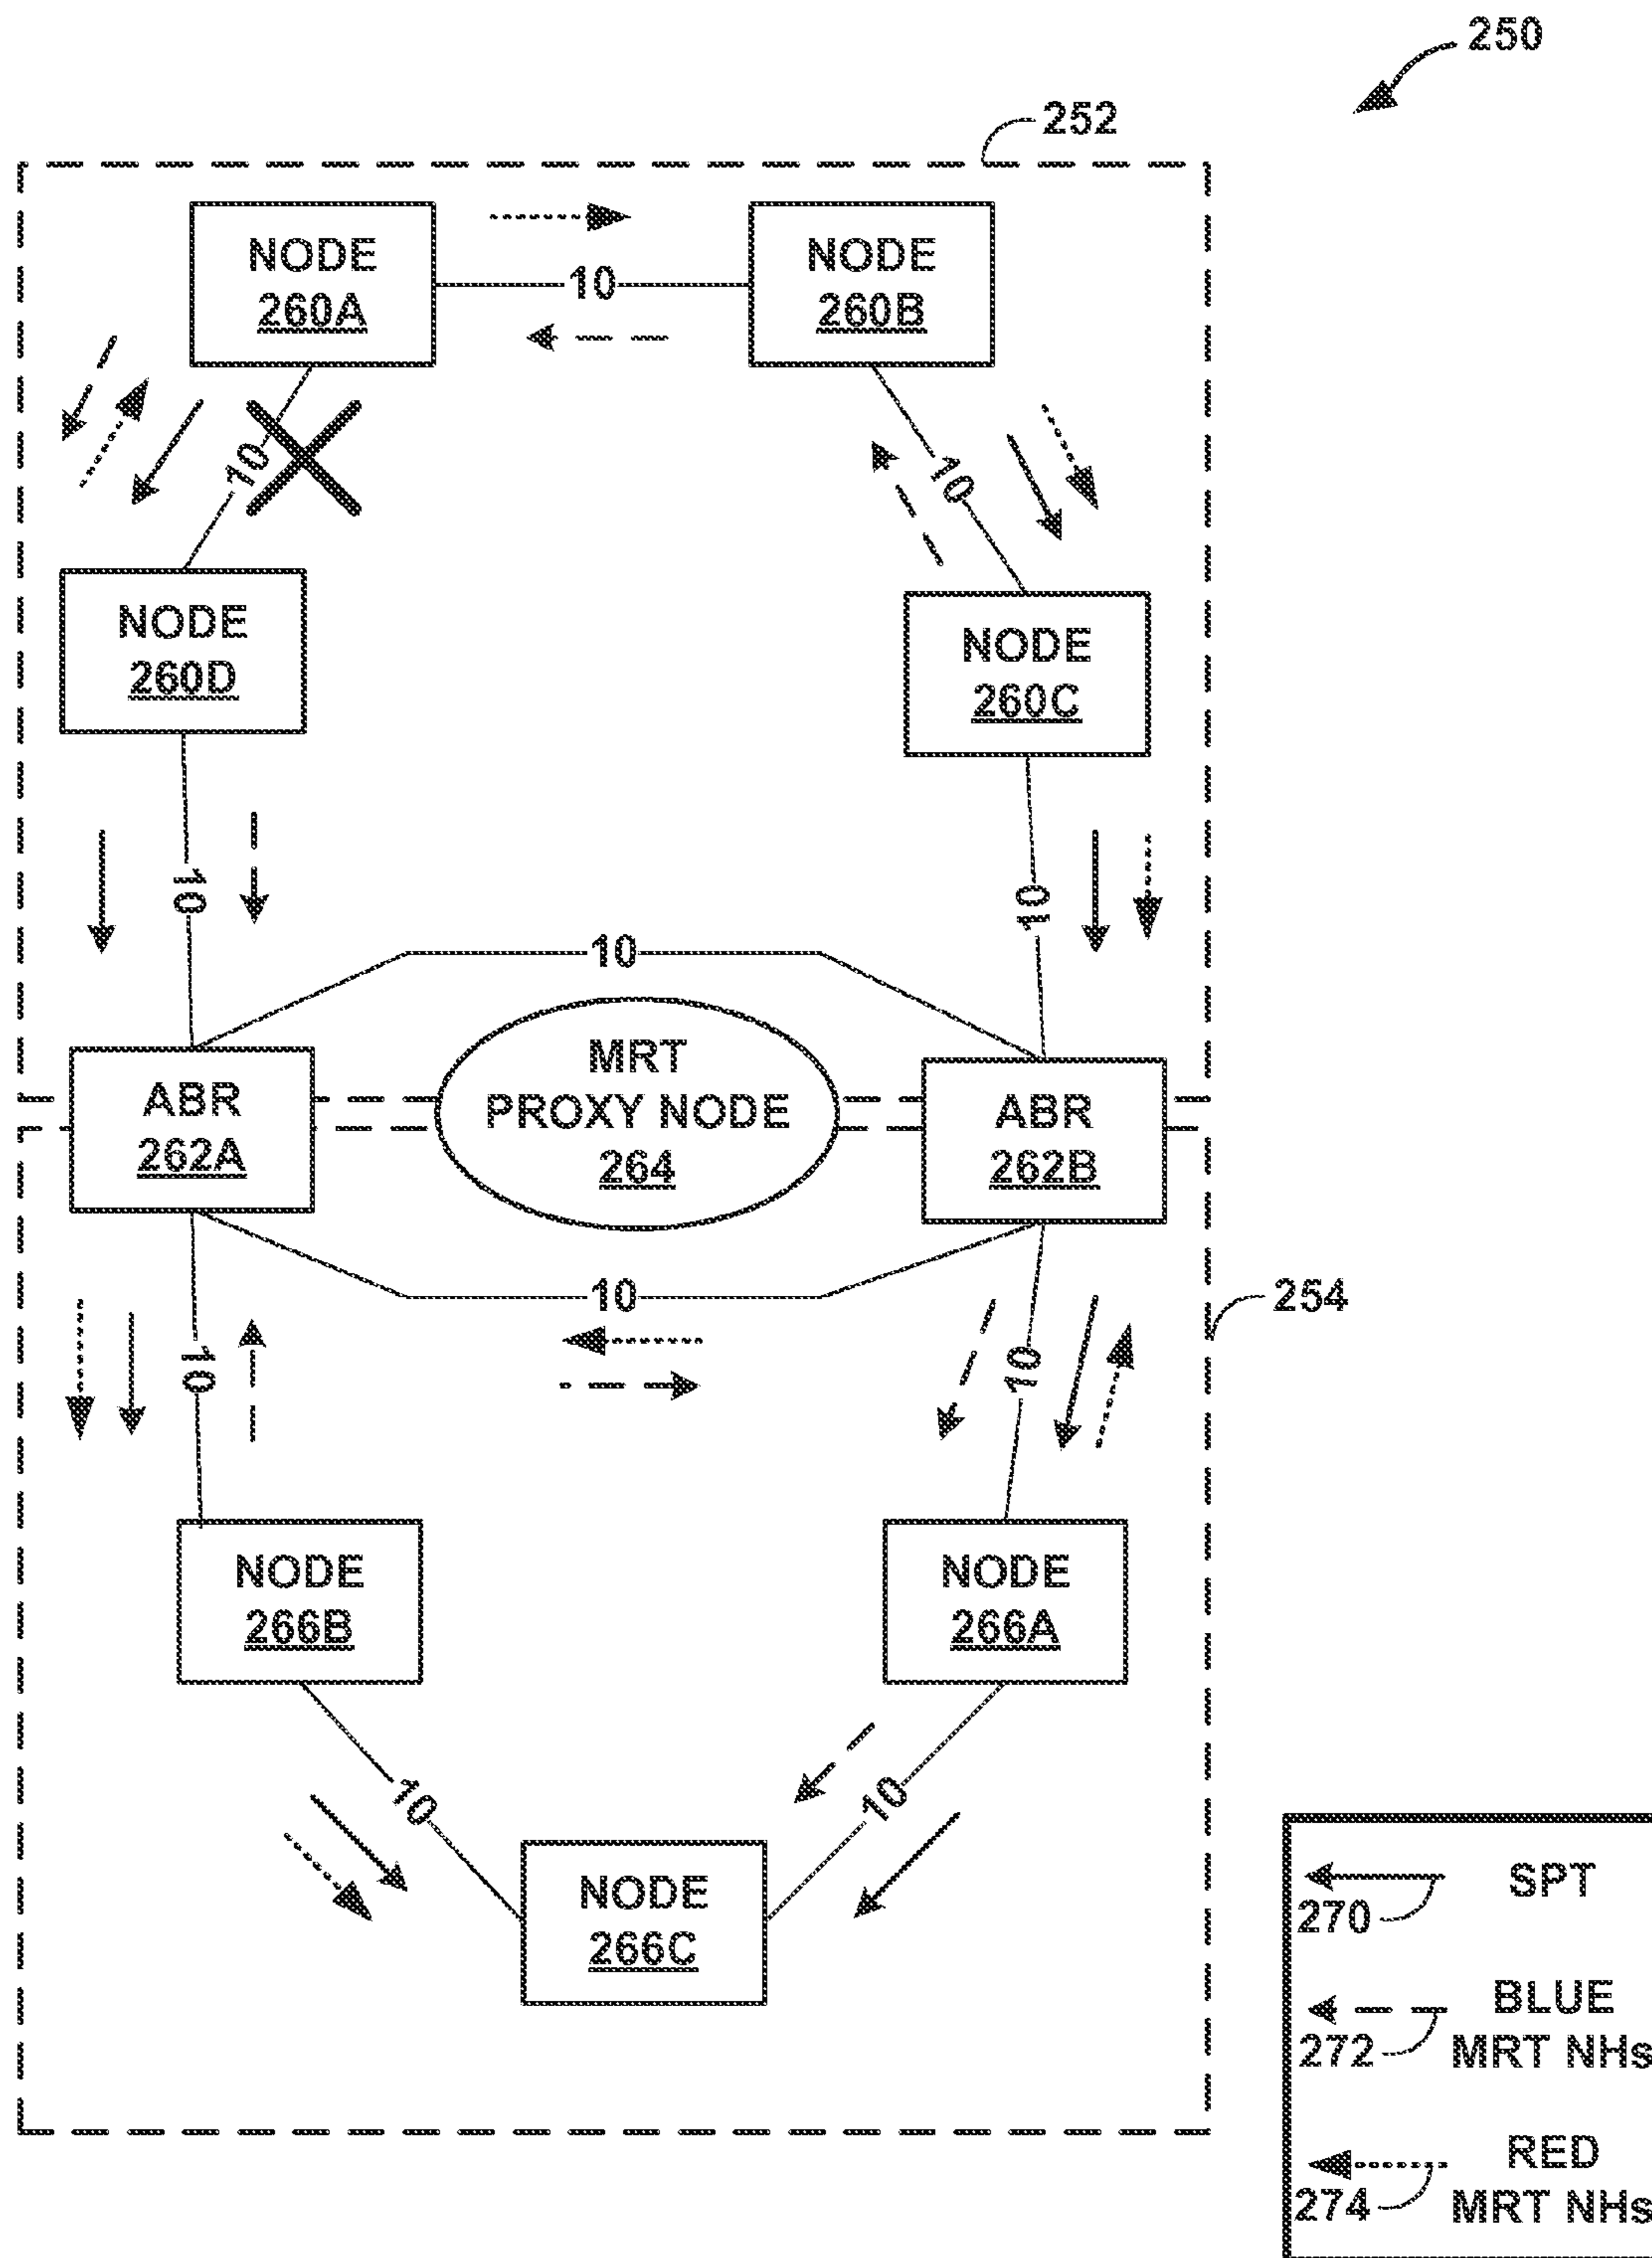 250
252
NODE
260A
10
NODE
260B
10
10
NODE
260D
NODE
260C
10
10
10
MRT
PROXY NODE
264
ABR
262A
ABR
262B
10
254
10
10
NODE
266B
NODE
266A
10
10
NODE
266C
SPT
270
BLUE
272
MRT NHs
RED
274
MRT NHs